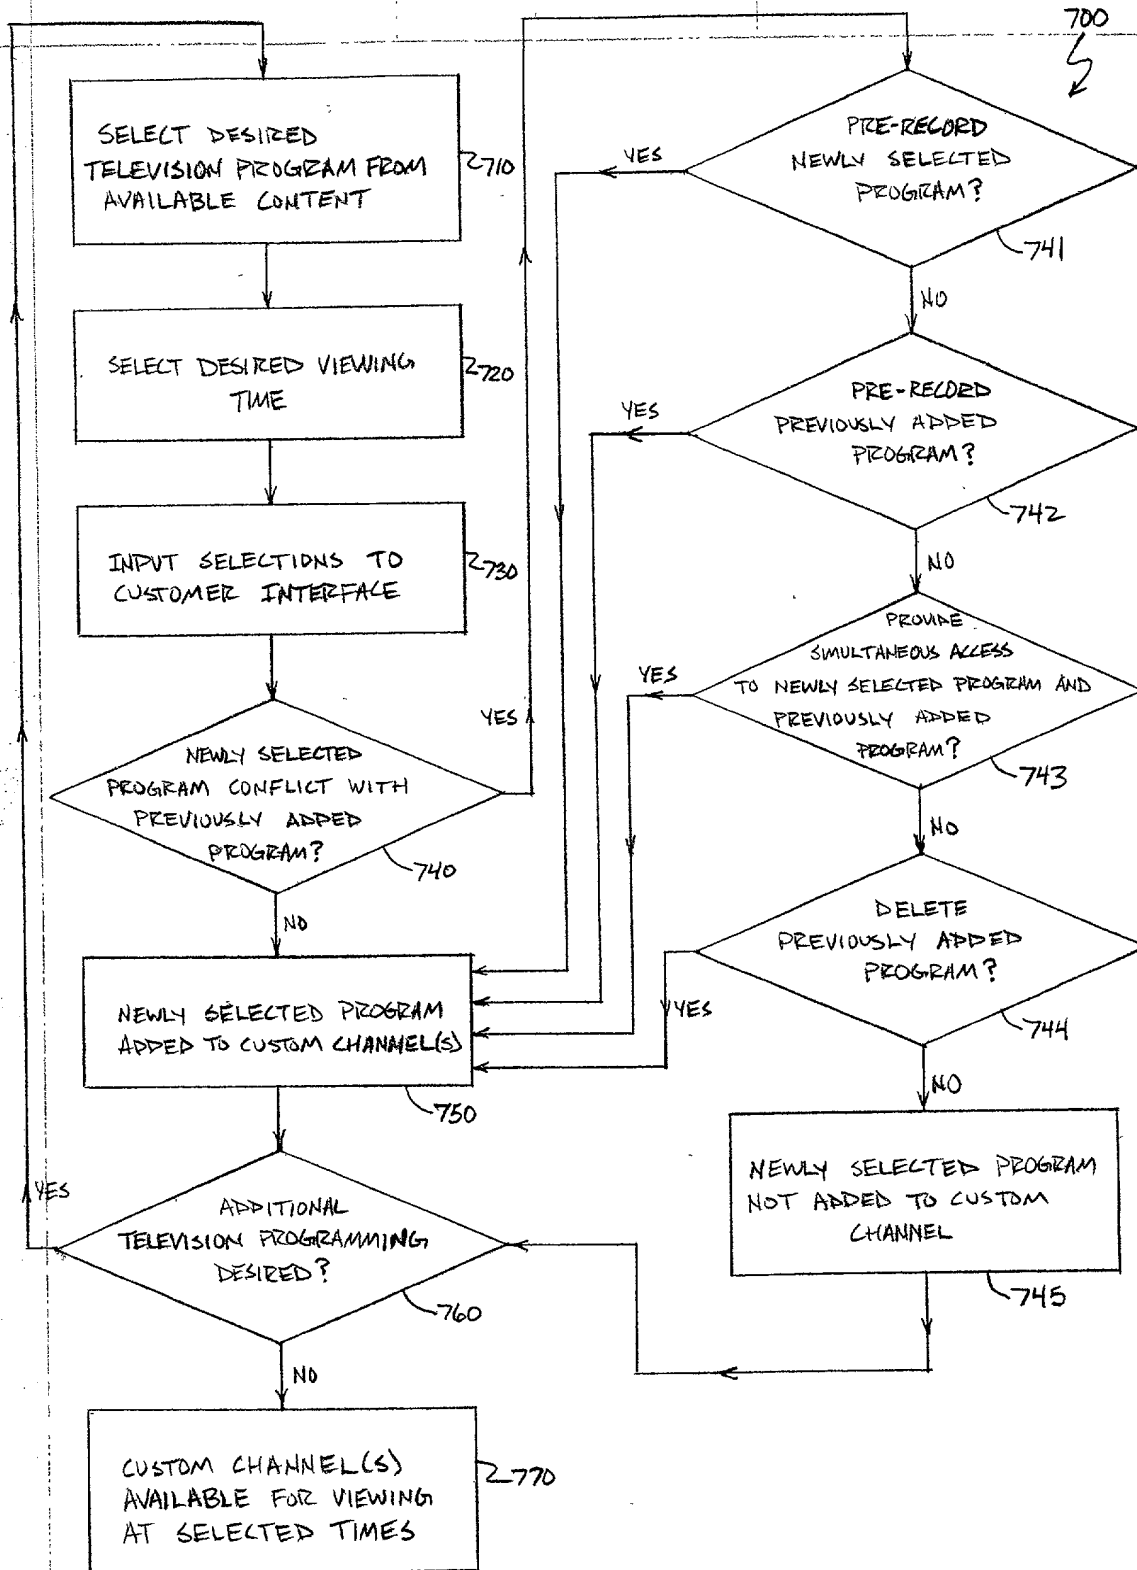 700
SELECT DESIRED
TELEVISION PROGRAM FROM
AVAILABLE CONTENT
710
SELECT DESIRED VIEWING
TIME
720
INPUT SELECTIONS TO
CUSTOMER INTERFACE
730
NEWLY SELECTED
PROGRAM CONFLICT WITH
PREVIOUSLY ADDED
PROGRAM?
740
YES
NO
PRE-RECORD
NEWLY SELECTED
PROGRAM?
741
YES
NO
PRE-RECORD
PREVIOUSLY ADDED
PROGRAM?
742
YES
NO
PROVIDE
SIMULTANEOUS ACCESS
TO NEWLY SELECTED PROGRAM AND
PREVIOUSLY ADDED
PROGRAM?
743
YES
NO
DELETE
PREVIOUSLY ADDED
PROGRAM?
744
YES
NO
NEWLY SELECTED PROGRAM
NOT ADDED TO CUSTOM
CHANNEL
745
NEWLY SELECTED PROGRAM
ADDED TO CUSTOM CHANNEL(S)
750
ADDITIONAL
TELEVISION PROGRAMMING
DESIRED?
760
YES
NO
CUSTOM CHANNEL(S)
AVAILABLE FOR VIEWING
AT SELECTED TIMES
770